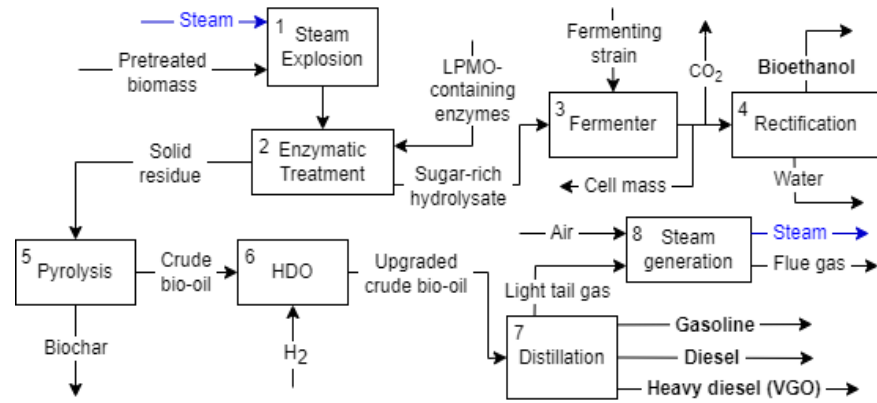 Steam
1
Steam
Explosion
Pretreated
biomass
LPMO-
containing
enzymes
Fermenting
strain
CO2
Bioethanol
3
Fermenter
4
Rectification
2
Enzymatic
Treatment
Solid
residue
Sugar-rich
hydrolysate
Cell mass
Water
5
Pyrolysis
Crude
bio-oil
6
HDO
Upgraded
crude bio-oil
Air
8
Steam
generation
Steam
Flue gas
Light tail gas
Biochar
H2
7
Distillation
Gasoline
Diesel
Heavy diesel (VGO)